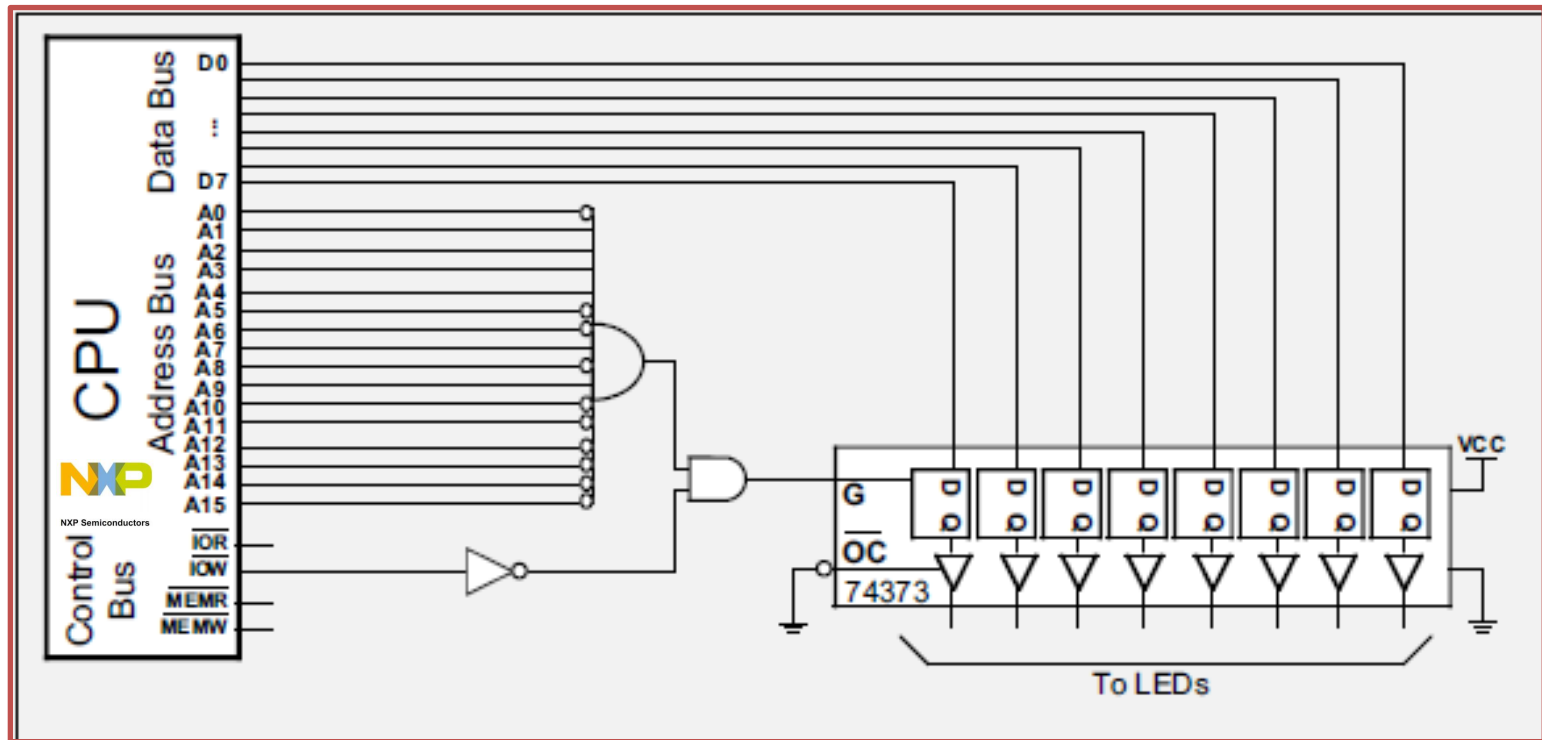 CPU
Data Bus
D0
⋮
D7
Address Bus
A0
A1
A2
A3
A4
A5
A6
A7
A8
A9
A10
A11
A12
A13
A14
A15
NXP
NXP Semiconductors
Control
Bus
IOR
IOW
MEMR
MEMW
G
OC
74373
D Q
D Q
D Q
D Q
D Q
D Q
D Q
D Q
VCC
To LEDs